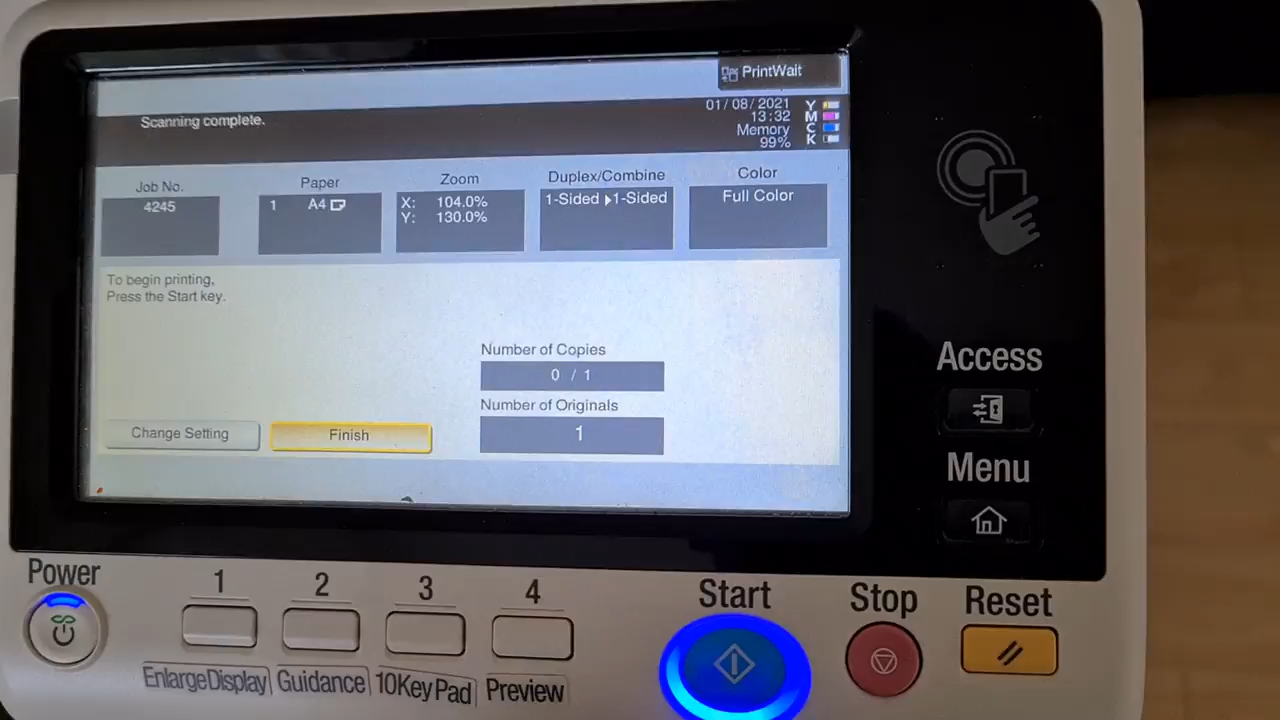 PrintWait
Scanning complete.
01/08/2021
13:32
Memory
99%
Y
M
C
K
Job No.
4245
Paper
1 A4
Zoom
X: 104.0%
Y: 130.0%
Duplex/Combine
1-Sided ▶1-Sided
Color
Full Color
To begin printing,
Press the Start key.
Number of Copies
0 / 1
Number of Originals
1
Change Setting
Finish
Access
Menu
Power
1
2
3
4
Start
Stop
Reset
EnlargeDisplay
Guidance
10KeyPad
Preview